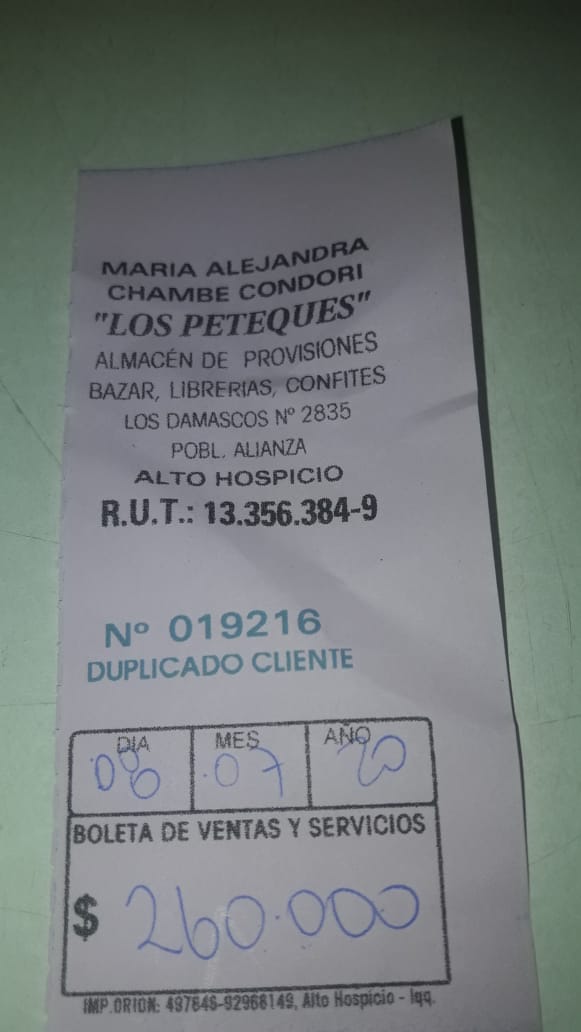 MARIA ALEJANDRA
CHAMBE CONDORI
"LOS PETEQUES"
ALMACÉN DE PROVISIONES
BAZAR, LIBRERIAS, CONFITES
LOS DAMASCOS Nº 2835
POBL. ALIANZA
ALTO HOSPICIO
R.U.T.: 13.356.384-9
Nº 019216
DUPLICADO CLIENTE
DIA MES AÑO
06 07 20
BOLETA DE VENTAS Y SERVICIOS
$ 260.000
IMP.ORION: 497646-92968149, Alto Hospicio - Iqq.